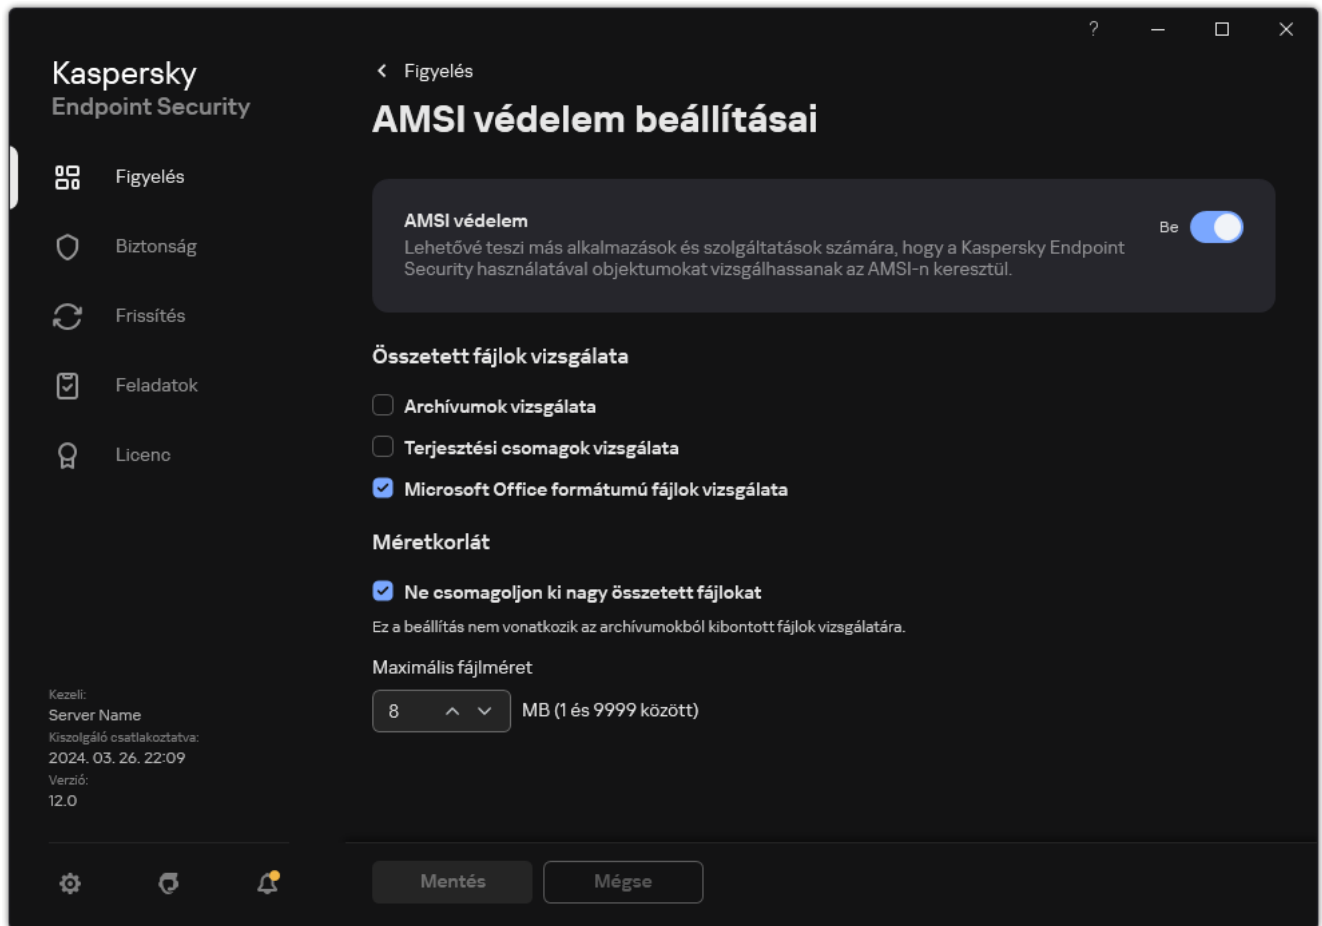 ?
Kaspersky
Endpoint Security
Figyelés
Biztonság
Frissítés
Feladatok
Licenc
Kezeli:
Server Name
Kiszolgáló csatlakoztatva:
2024. 03. 26. 22:09
Verzió:
12.0
Figyelés
AMSI védelem beállításai
AMSI védelem
Lehetővé teszi más alkalmazások és szolgáltatások számára, hogy a Kaspersky Endpoint
Security használatával objektumokat vizsgálhassanak az AMSI-n keresztül.
Be
Összetett fájlok vizsgálata
Archívumok vizsgálata
Terjesztési csomagok vizsgálata
Microsoft Office formátumú fájlok vizsgálata
Méretkorlát
Ne csomagoljon ki nagy összetett fájlokat
Ez a beállítás nem vonatkozik az archívumokból kibontott fájlok vizsgálatára.
Maximális fájlméret
8 MB (1 és 9999 között)
Mentés Mégse